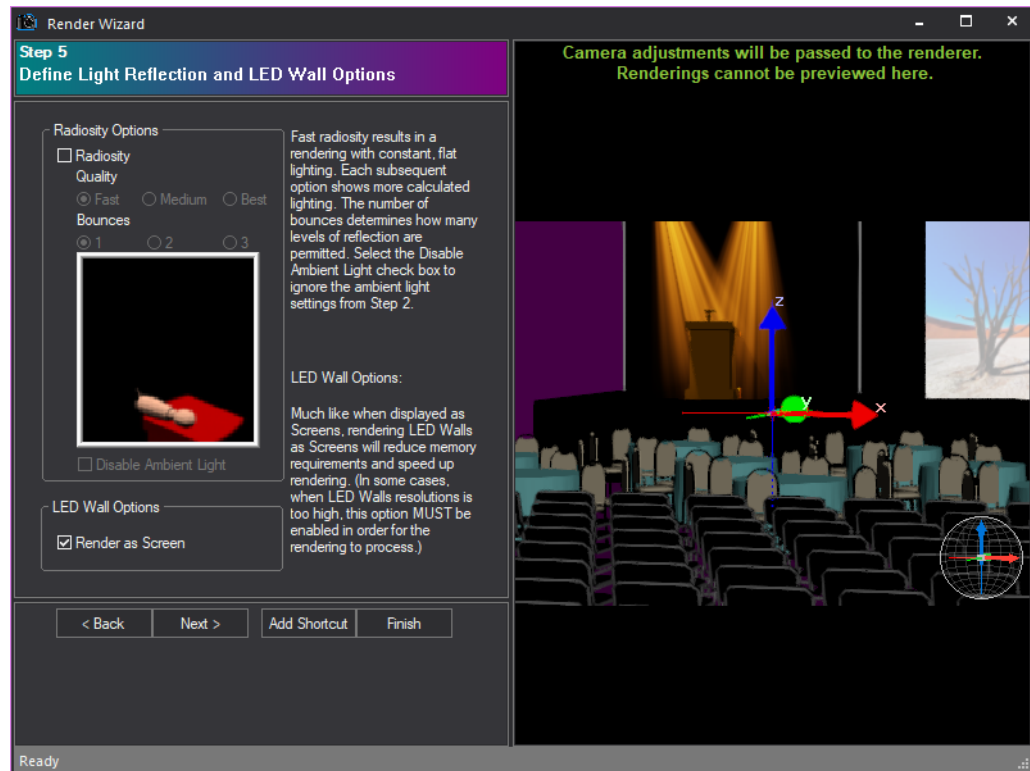 Render Wizard
Step 5
Define Light Reflection and LED Wall Options
Radiosity Options
Radiosity
Quality
Fast Medium Best
Bounces
1 2 3
Disable Ambient Light
Fast radiosity results in a
rendering with constant, flat
lighting. Each subsequent
option shows more calculated
lighting. The number of
bounces determines how many
levels of reflection are
permitted. Select the Disable
Ambient Light check box to
ignore the ambient light
settings from Step 2.
LED Wall Options:
Much like when displayed as
Screens, rendering LED Walls
as Screens will reduce memory
requirements and speed up
rendering. (In some cases,
when LED Walls resolutions is
too high, this option MUST be
enabled in order for the
rendering to process.)
LED Wall Options
Render as Screen
< Back Next > Add Shortcut Finish
Camera adjustments will be passed to the renderer.
Renderings cannot be previewed here.
z
y
x
Ready